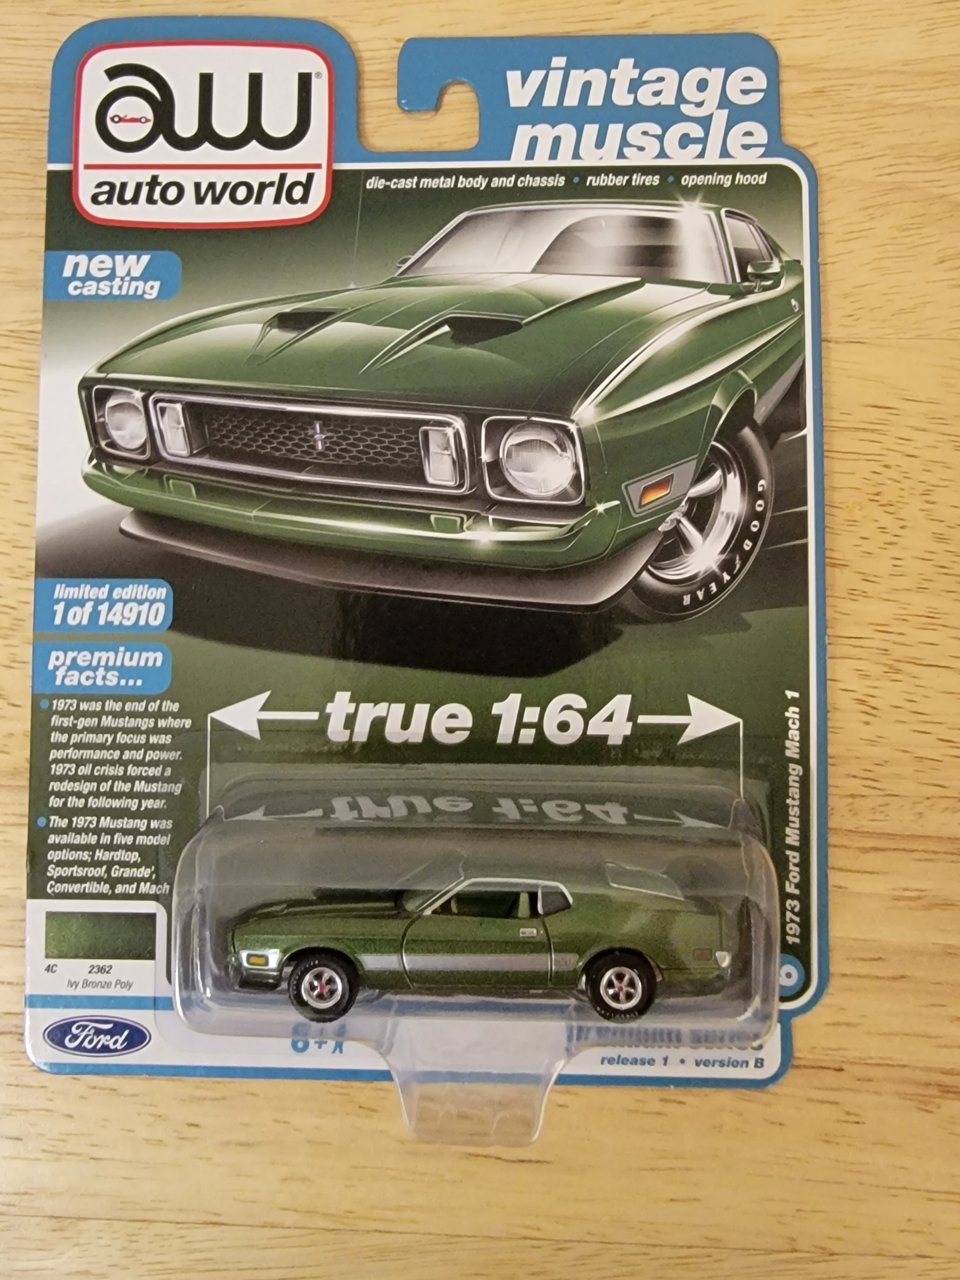 aw®
auto world
vintage
muscle
die-cast metal body and chassis • rubber tires • opening hood
new
casting
GOODYEAR
limited edition
1 of 14910
premium
facts...
• 1973 was the end of the
first-gen Mustangs where
the primary focus was
performance and power.
1973 oil crisis forced a
redesign of the Mustang
for the following year.
• The 1973 Mustang was
available in five model
options; Hardtop,
Sportsroof, Grande',
Convertible, and Mach
true 1:64
1973 Ford Mustang Mach 1
4C 2362
Ivy Bronze Poly
Ford
release 1 • version B